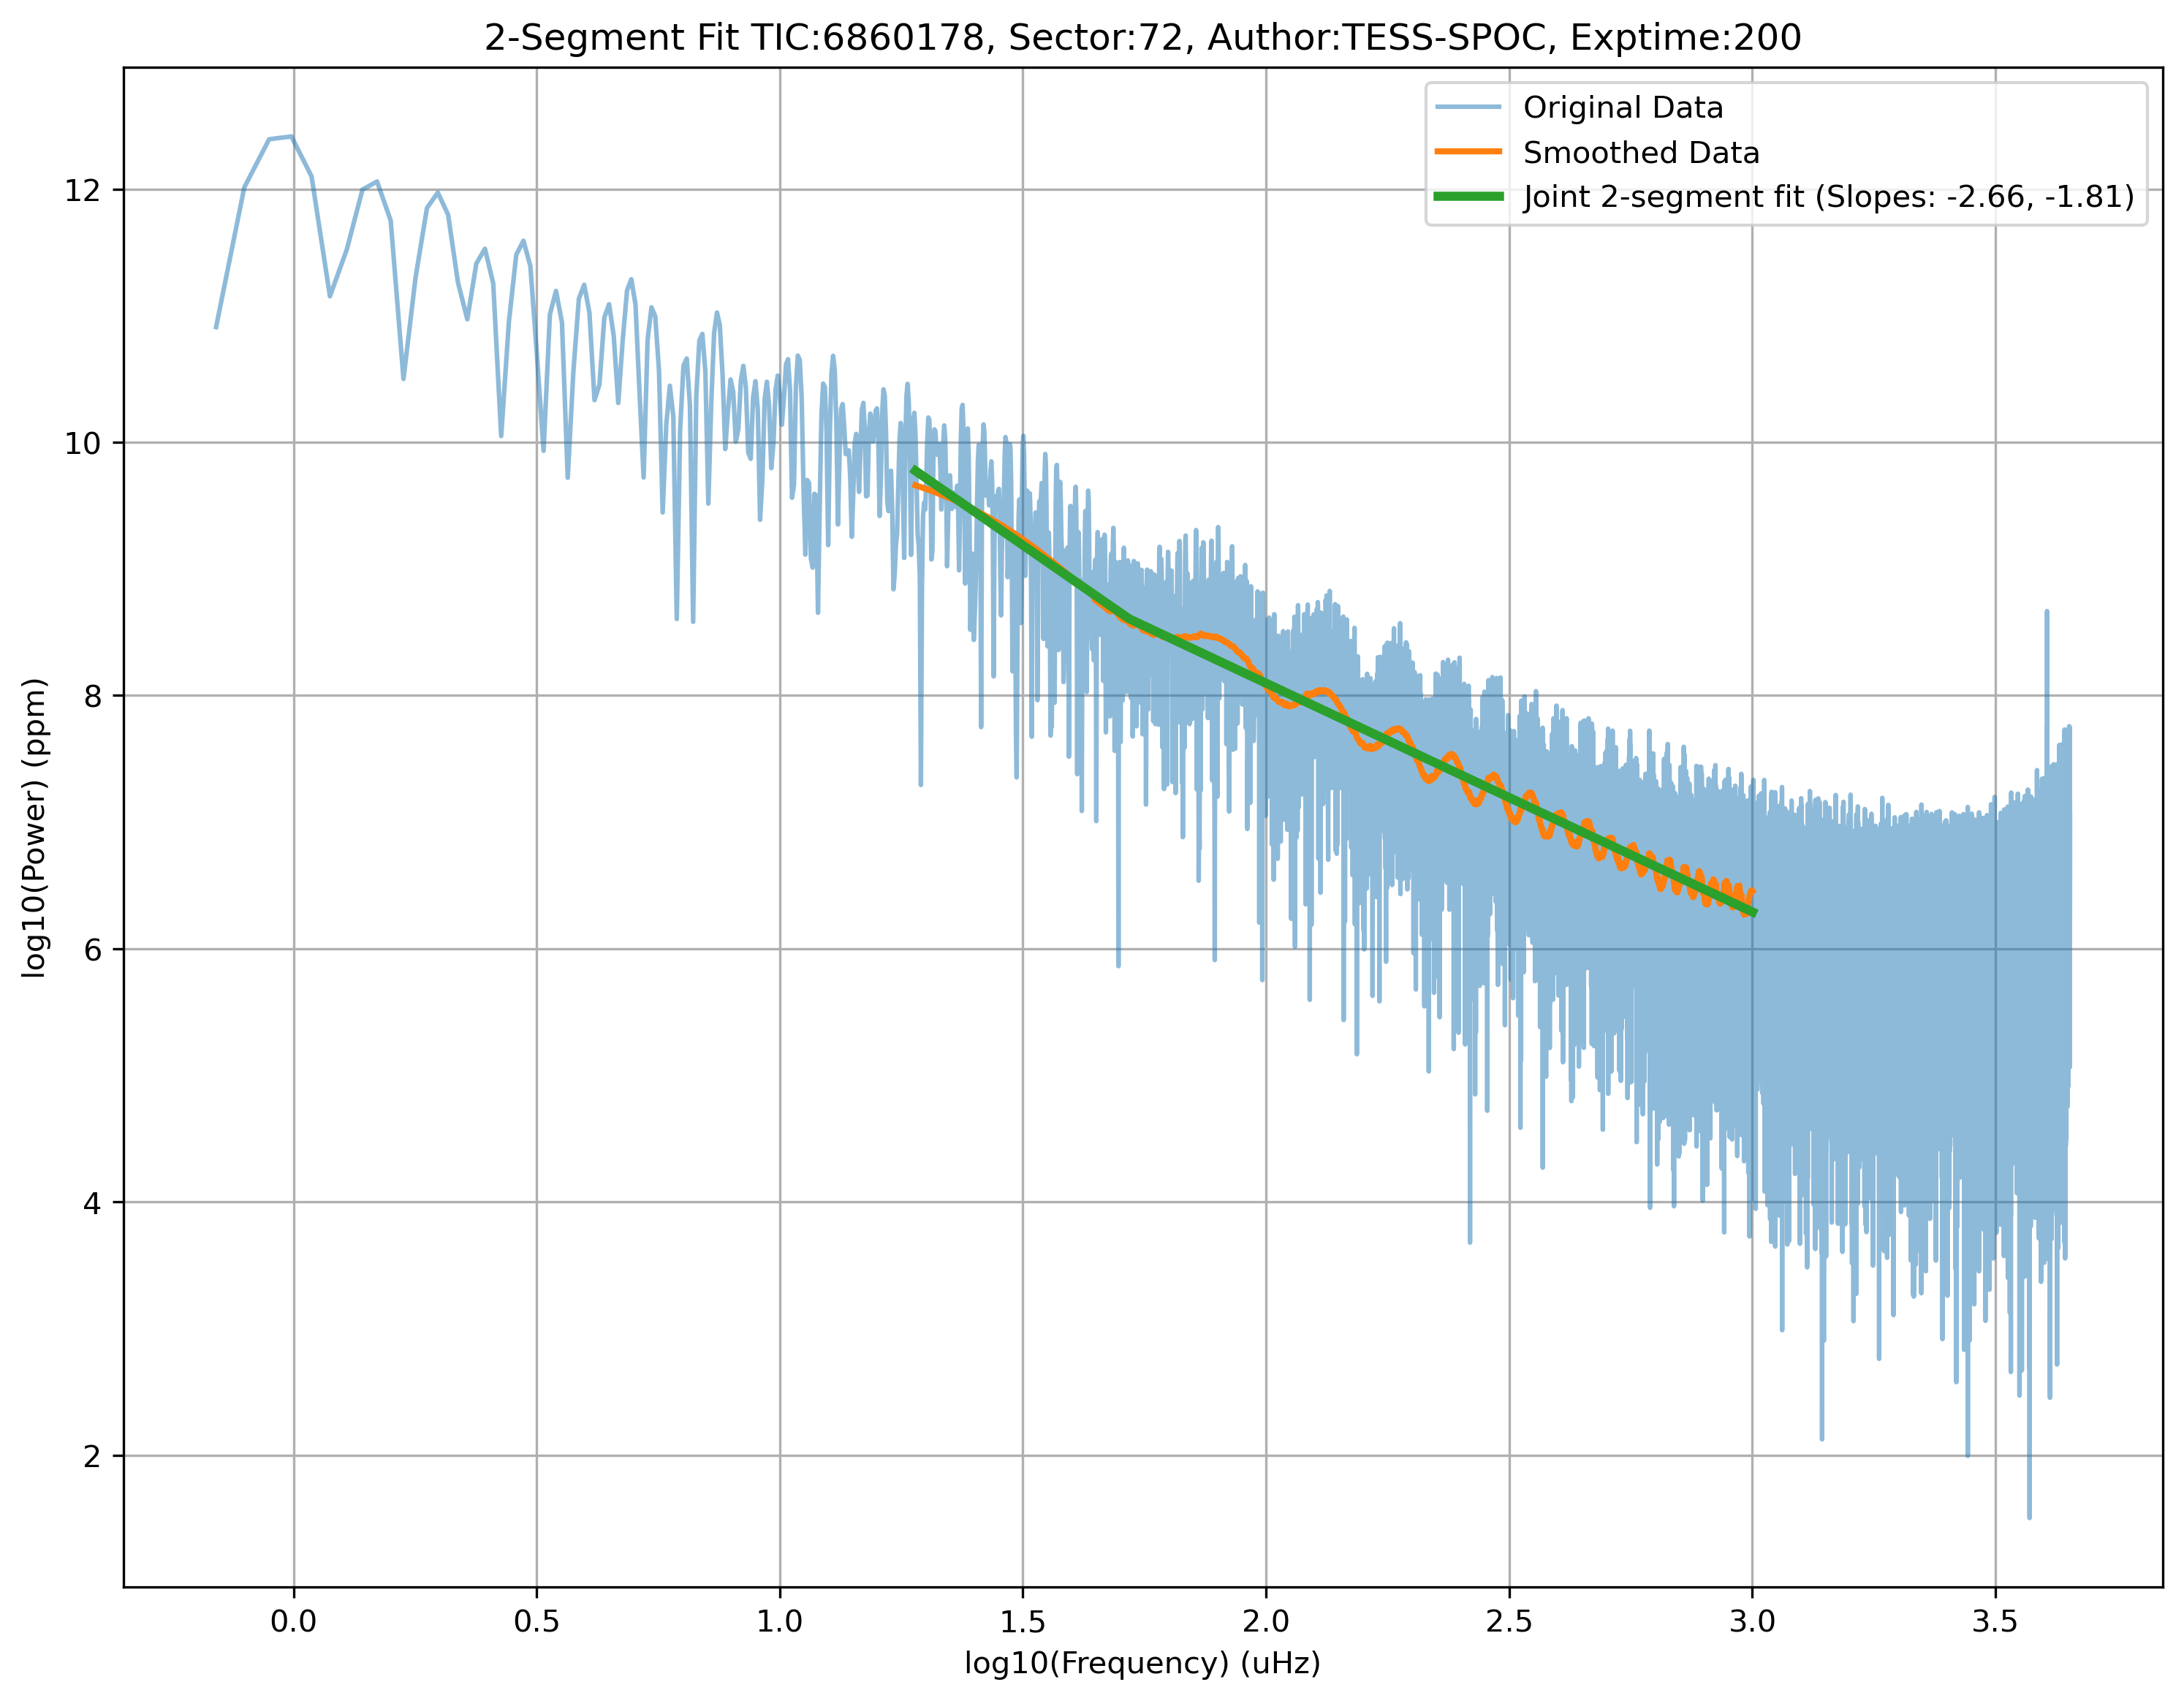 2-Segment Fit TIC:6860178, Sector:72, Author:TESS-SPOC, Exptime:200
Original Data
Smoothed Data
Joint 2-segment fit (Slopes: -2.66, -1.81)
log10(Power) (ppm)
12
10
8
6
4
2
0.0 0.5 1.0 1.5 2.0 2.5 3.0 3.5
log10(Frequency) (uHz)